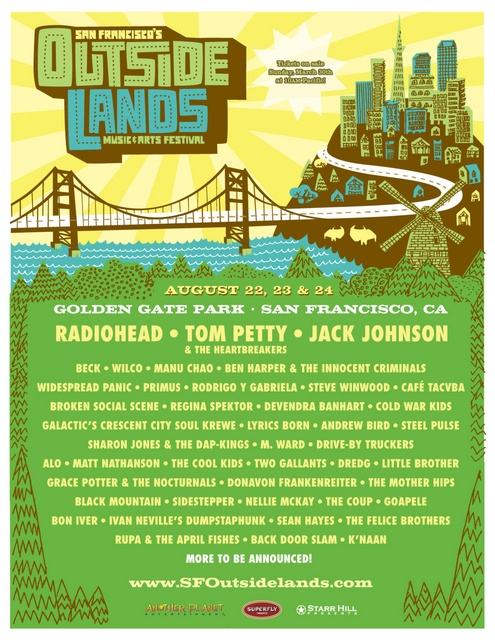 SAN FRANCISCO'S
OUTSIDE
LANDS
MUSIC & ARTS FESTIVAL
Tickets on sale
Sunday, March 30th
at 10AM Pacific!
AUGUST 22, 23 & 24
GOLDEN GATE PARK · SAN FRANCISCO, CA
RADIOHEAD • TOM PETTY • JACK JOHNSON
& THE HEARTBREAKERS
BECK • WILCO • MANU CHAO • BEN HARPER & THE INNOCENT CRIMINALS
WIDESPREAD PANIC • PRIMUS • RODRIGO Y GABRIELA • STEVE WINWOOD • CAFÉ TACVBA
BROKEN SOCIAL SCENE • REGINA SPEKTOR • DEVENDRA BANHART • COLD WAR KIDS
GALACTIC'S CRESCENT CITY SOUL KREWE • LYRICS BORN • ANDREW BIRD • STEEL PULSE
SHARON JONES & THE DAP-KINGS • M. WARD • DRIVE-BY TRUCKERS
ALO • MATT NATHANSON • THE COOL KIDS • TWO GALLANTS • DREDG • LITTLE BROTHER
GRACE POTTER & THE NOCTURNALS • DONAVON FRANKENREITER • THE MOTHER HIPS
BLACK MOUNTAIN • SIDESTEPPER • NELLIE MCKAY • THE COUP • GOAPELE
BON IVER • IVAN NEVILLE'S DUMPSTAPHUNK • SEAN HAYES • THE FELICE BROTHERS
RUPA & THE APRIL FISHES • BACK DOOR SLAM • K'NAAN
MORE TO BE ANNOUNCED!
www.SFOutsidelands.com
ANOTHER PLANET ENTERTAINMENT SUPERFLY STARR HILL PRESENTS